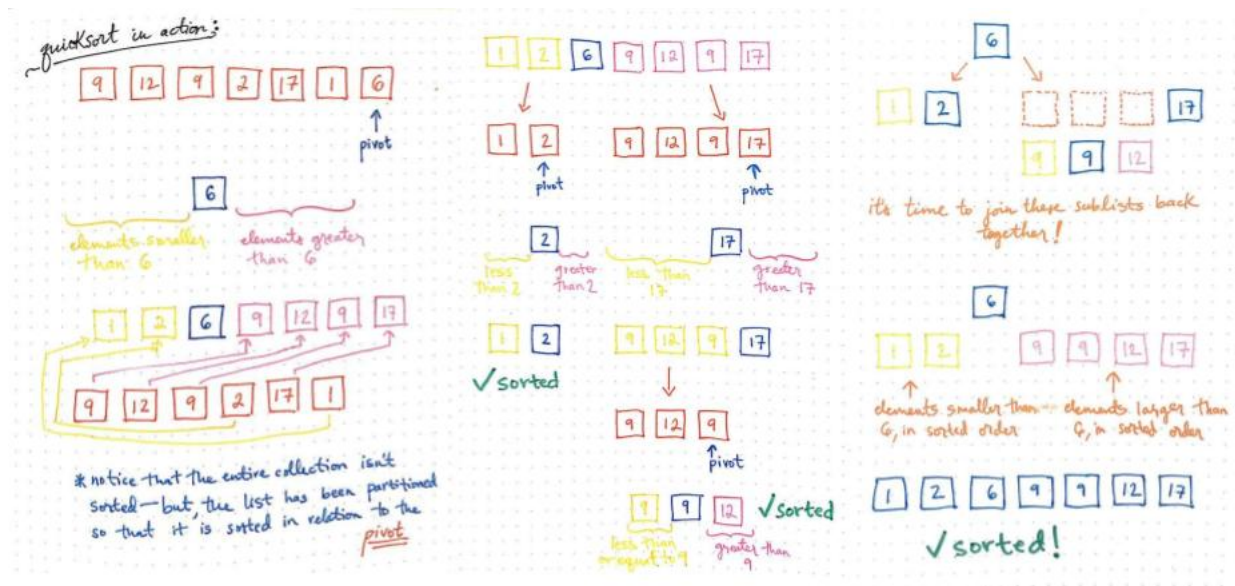 quicksort in action:
9 12 9 2 17 1 6
pivot
6
elements smaller than 6
elements greater than 6
1 2 6 9 12 9 17
9 12 9 2 17 1
*notice that the entire collection isn't
sorted—but, the list has been partitioned
so that it is sorted in relation to the
pivot
1 2 6 9 12 9 17
1 2
9 12 9 17
pivot
pivot
2
17
less than 2
greater than 2
less than 17
greater than 17
1 2
9 12 9 17
✓sorted
9 12 9
pivot
9 9 12 ✓sorted
less than or equal to 9
greater than 9
6
1 2
17
9 9 12
it's time to join these sublists back
together!
6
1 2
9 9 12 17
elements smaller than 6, in sorted order
elements larger than 6, in sorted order
1 2 6 9 9 12 17
✓sorted!